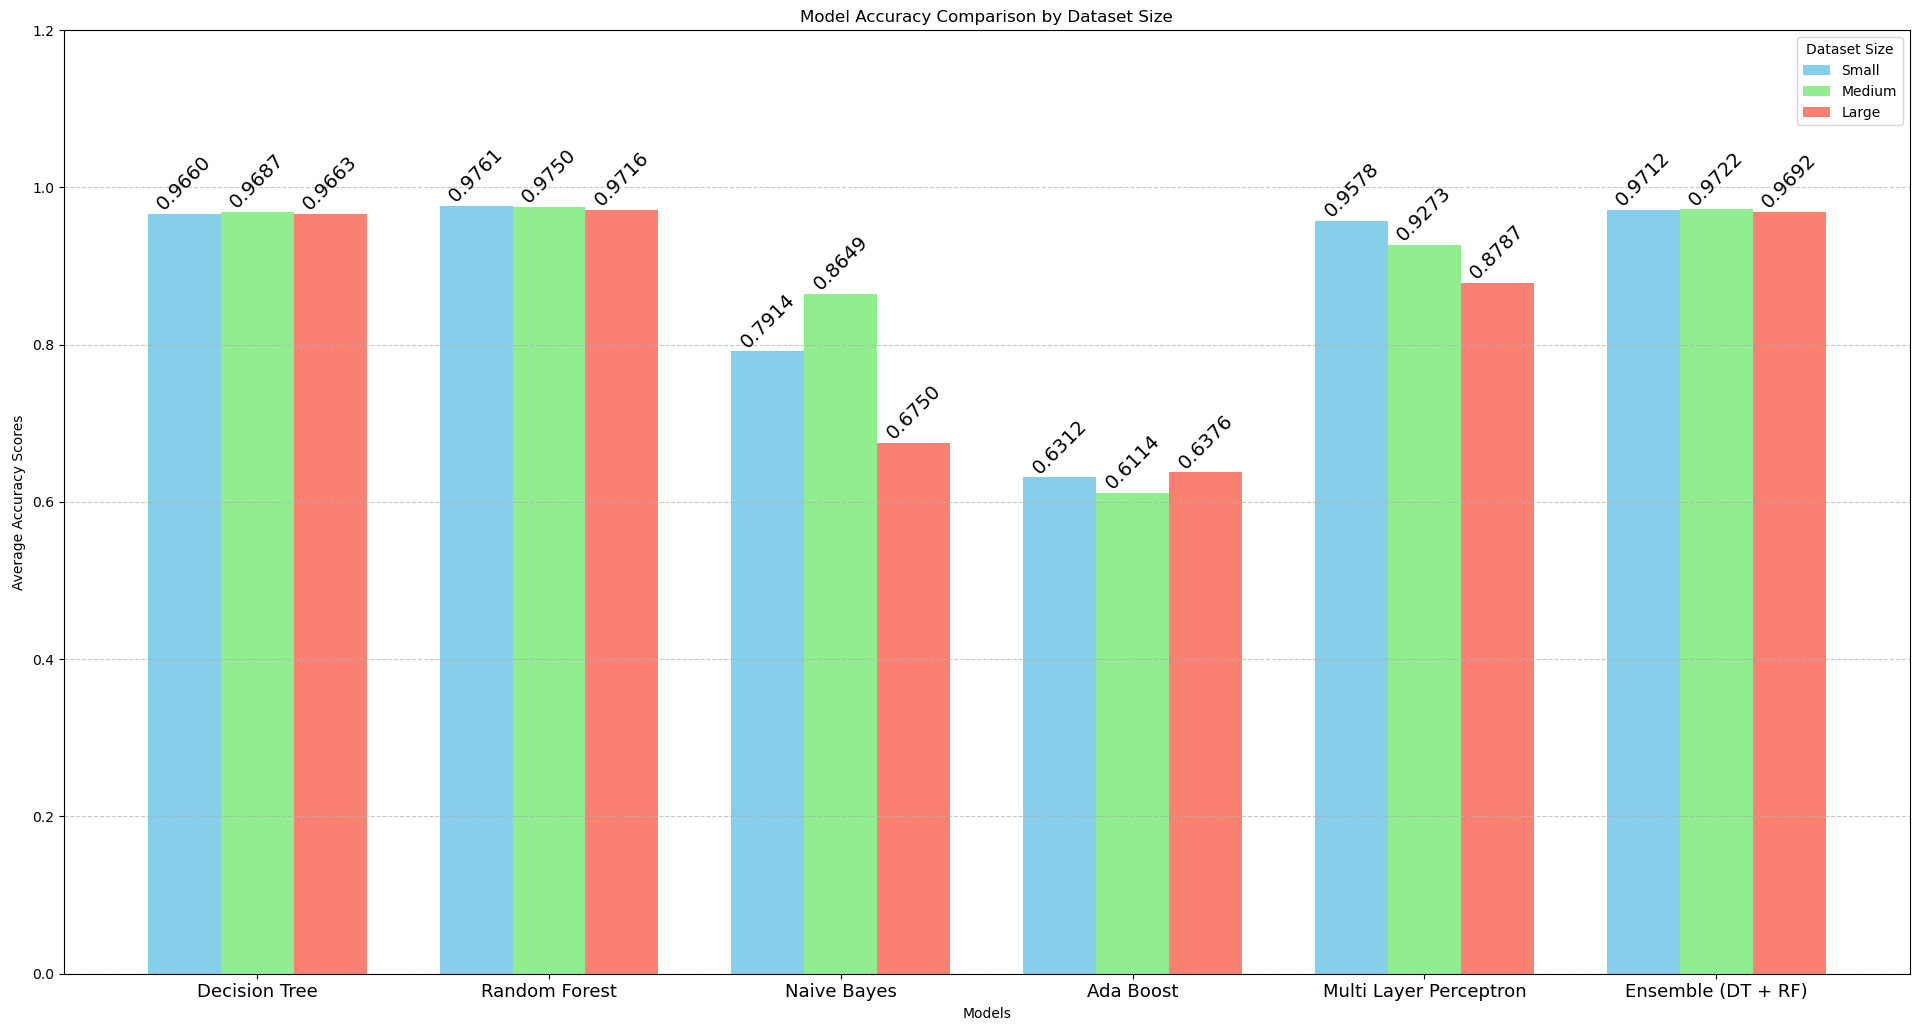 Model Accuracy Comparison by Dataset Size
Dataset Size
Small
Medium
Large
Average Accuracy Scores
1.2
1.0
0.8
0.6
0.4
0.2
0.0
0.9660
0.9687
0.9663
0.9761
0.9750
0.9716
0.7914
0.8649
0.6750
0.6312
0.6114
0.6376
0.9578
0.9273
0.8787
0.9712
0.9722
0.9692
Decision Tree
Random Forest
Naive Bayes
Ada Boost
Multi Layer Perceptron
Ensemble (DT + RF)
Models